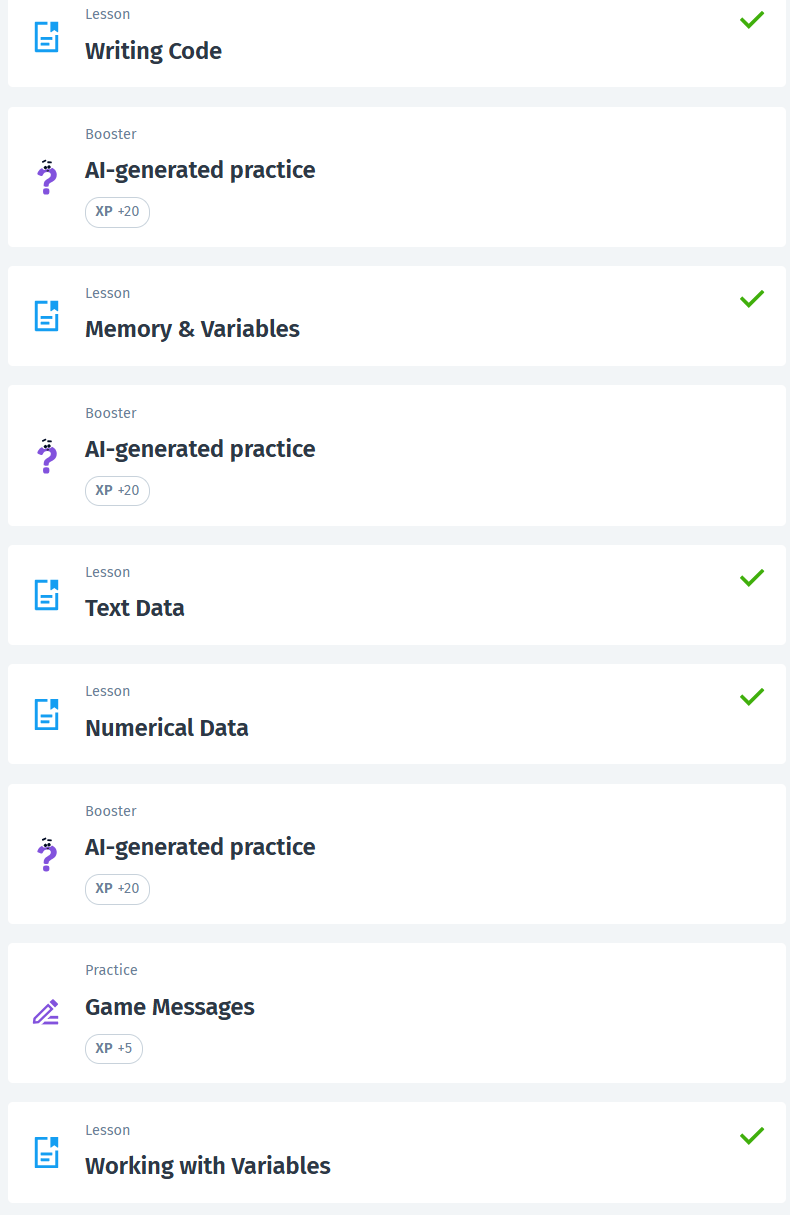 Lesson
Writing Code
Booster
AI-generated practice
XP +20
Lesson
Memory & Variables
Booster
AI-generated practice
XP +20
Lesson
Text Data
Lesson
Numerical Data
Booster
AI-generated practice
XP +20
Practice
Game Messages
XP +5
Lesson
Working with Variables